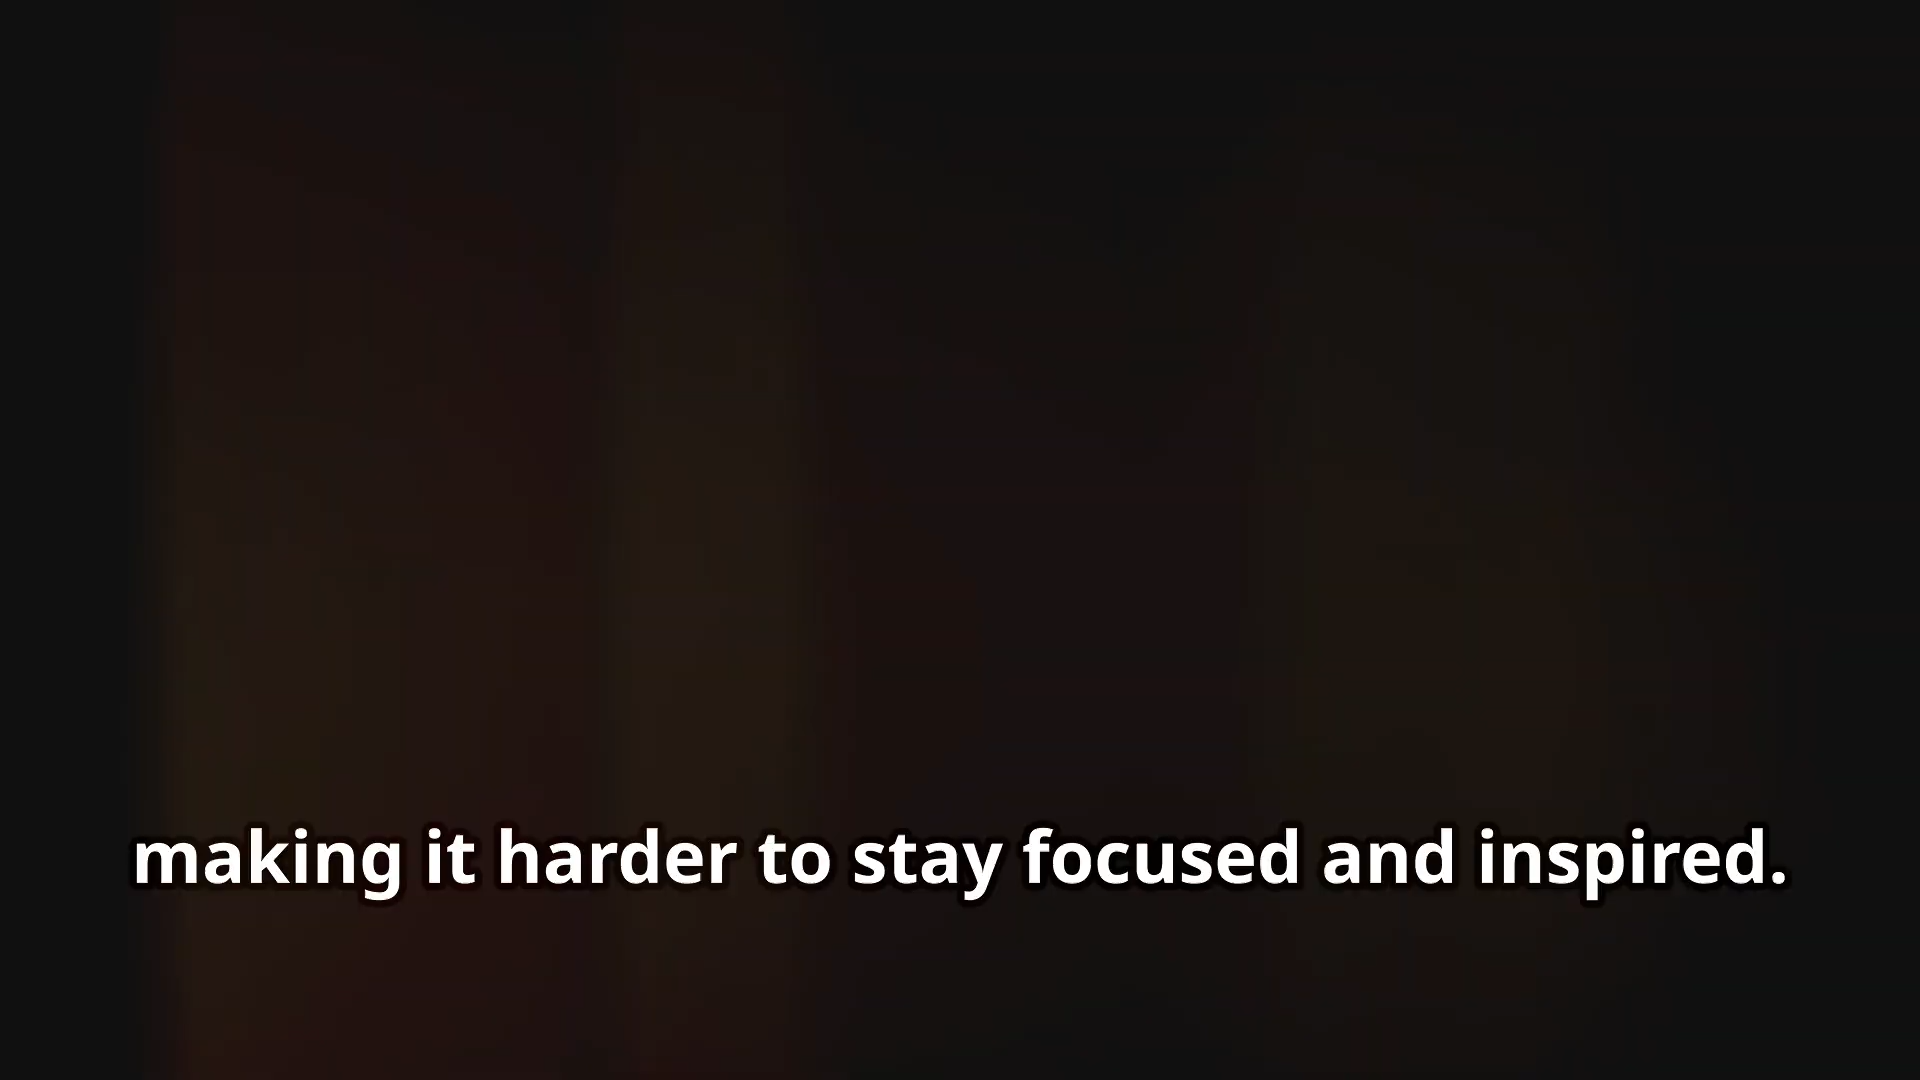 making it harder to stay focused and inspired.